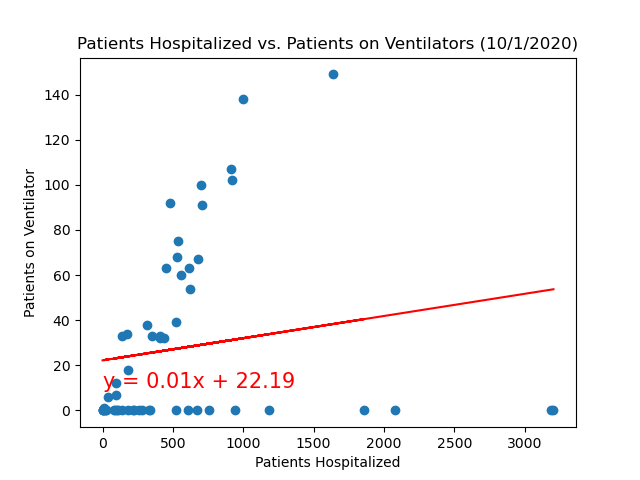 Patients Hospitalized vs. Patients on Ventilators (10/1/2020)
140
120
100
80
60
40
20
0
Patients on Ventilator
y = 0.01x + 22.19
0 500 1000 1500 2000 2500 3000
Patients Hospitalized